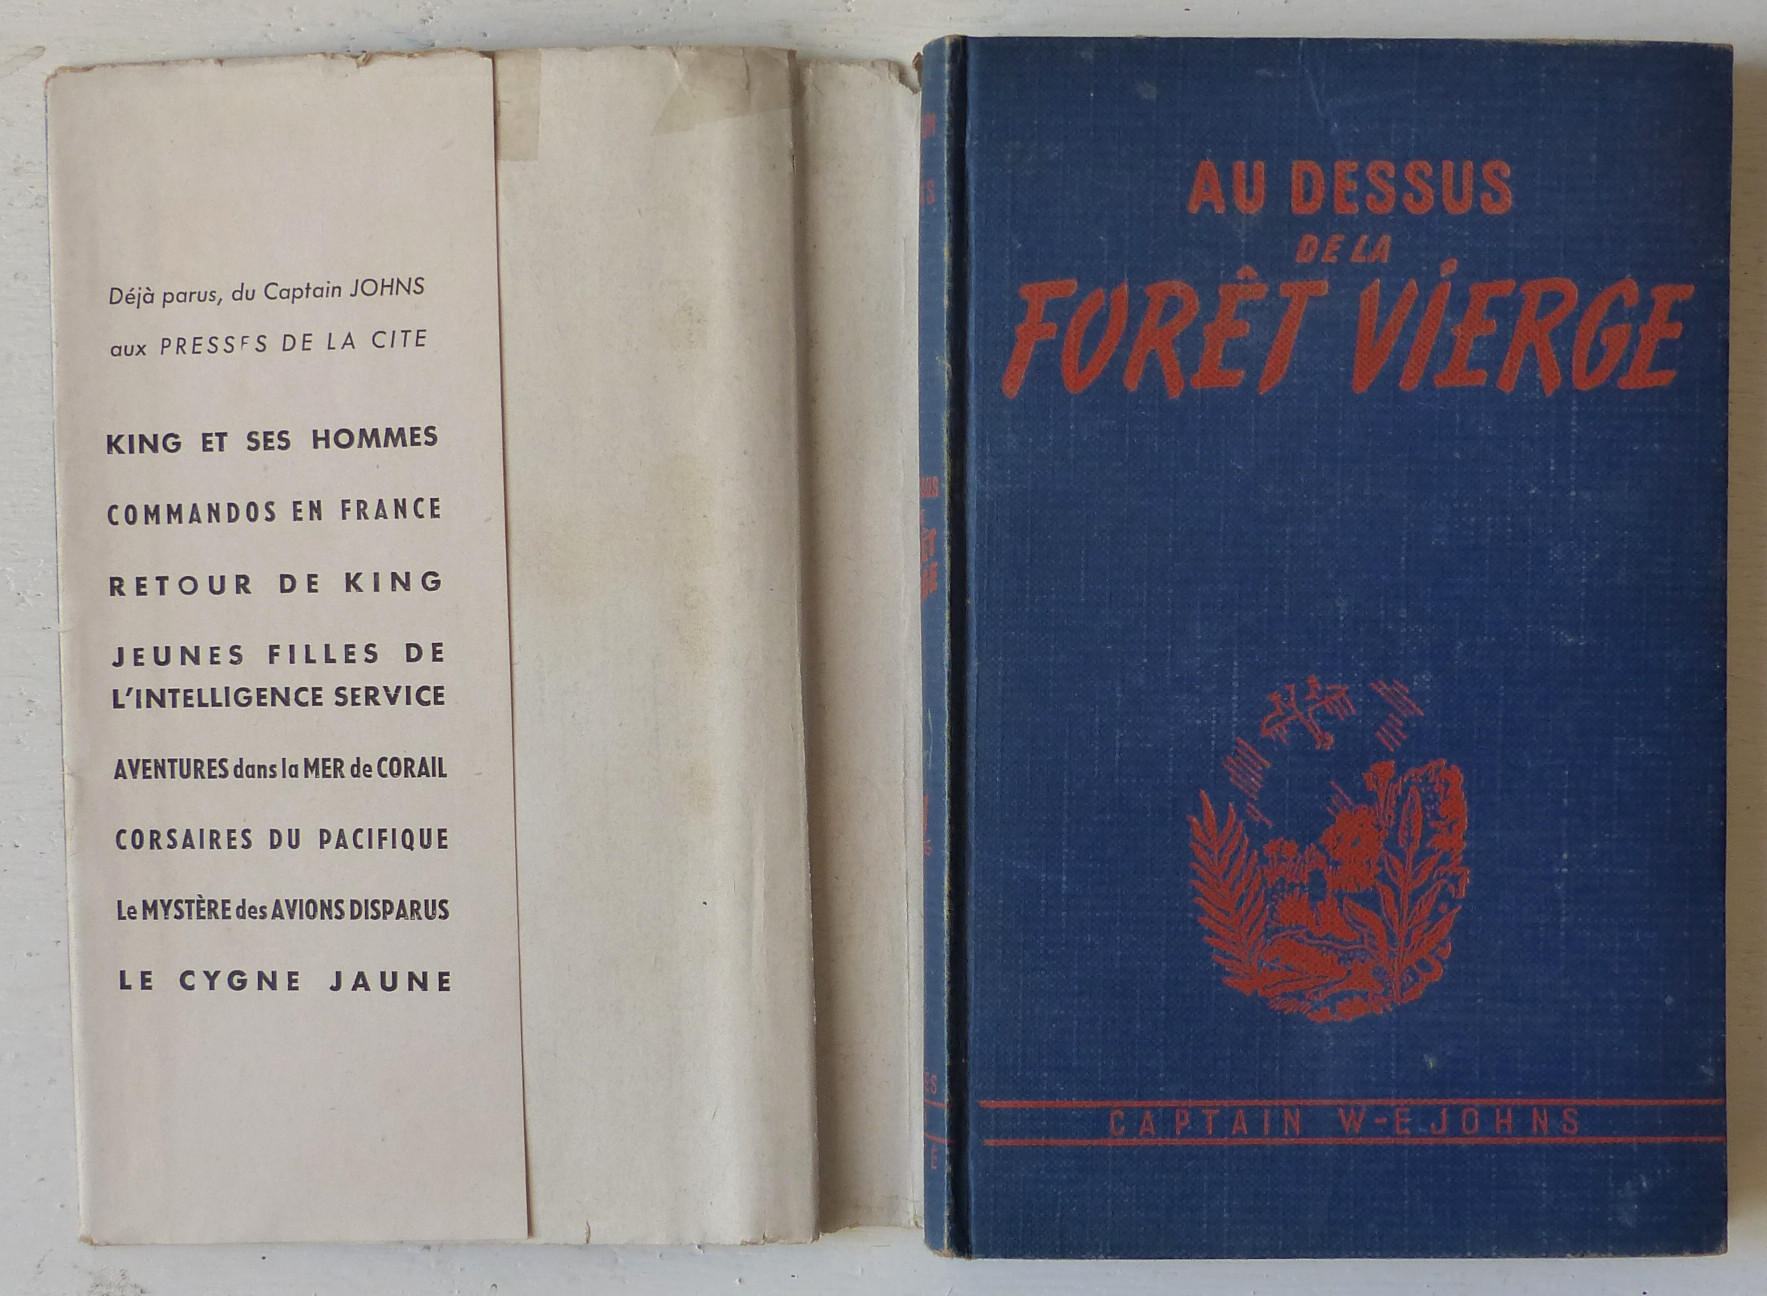 Déjà parus, du Captain JOHNS
aux PRESSES DE LA CITE
KING ET SES HOMMES
COMMANDOS EN FRANCE
RETOUR DE KING
JEUNES FILLES DE
L'INTELLIGENCE SERVICE
AVENTURES dans la MER de CORAIL
CORSAIRES DU PACIFIQUE
Le MYSTÈRE des AVIONS DISPARUS
LE CYGNE JAUNE
AU DESSUS
DE LA
FORÊT VIERGE
CAPTAIN W-E JOHNS